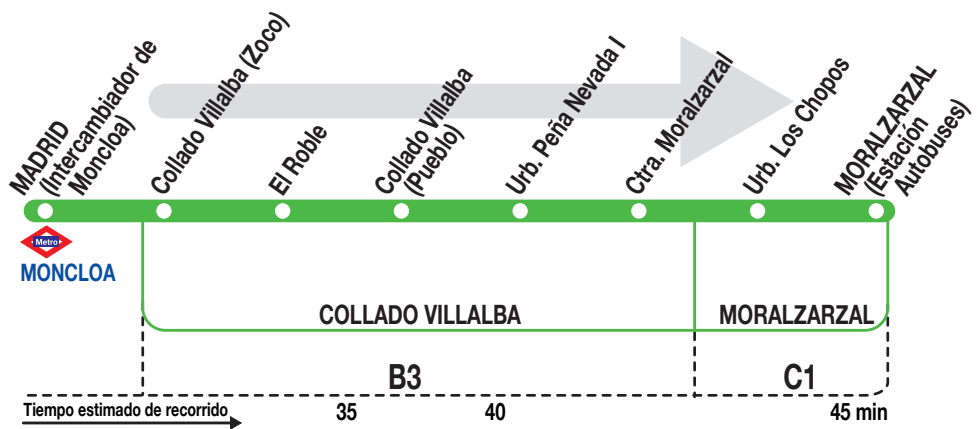 MADRID
(Intercambiador de
Moncloa)
Collado Villalba (Zoco)
El Roble
Collado Villalba
(Pueblo)
Urb. Peña Nevada I
Ctra. Moralzarzal
Urb. Los Chopos
MORALZARZAL
(Estación
Autobuses)
Metro
MONCLOA
COLLADO VILLALBA
MORALZARZAL
B3
C1
Tiempo estimado de recorrido
35
40
45 min